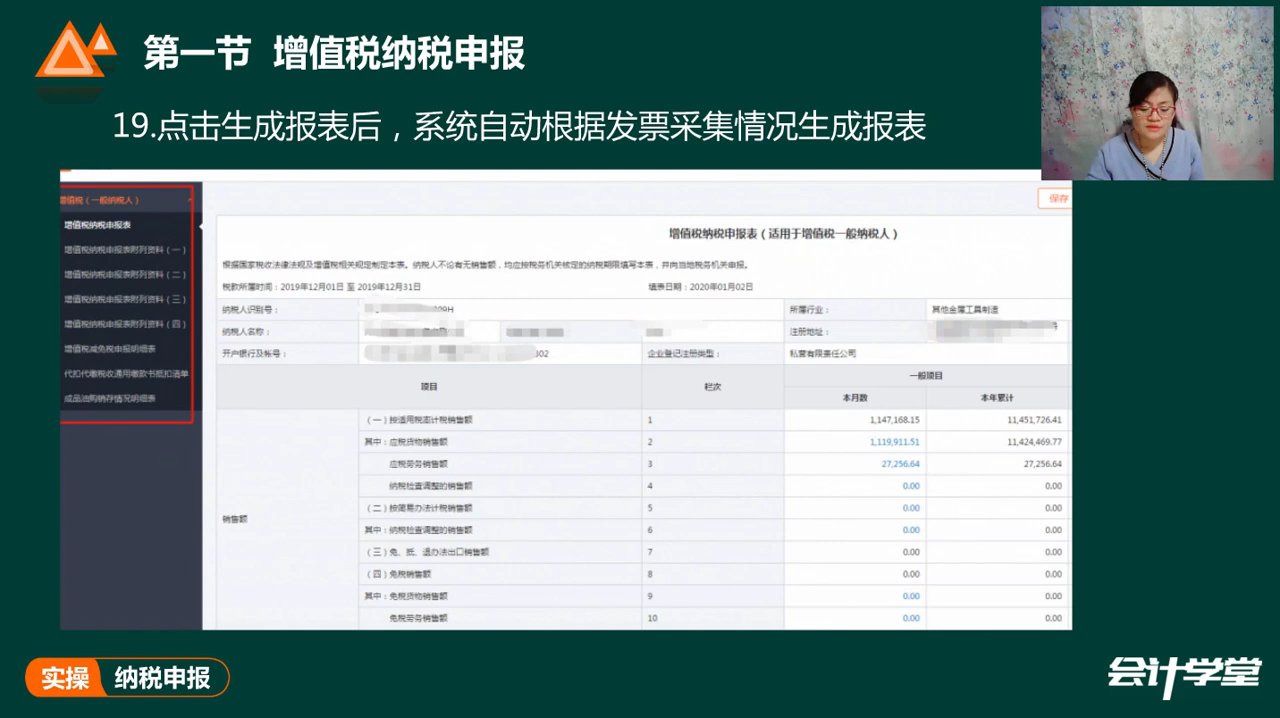 第一节 增值税纳税申报
19.点击生成报表后，系统自动根据发票采集情况生成报表
增值税（一般纳税人）
增值税纳税申报表
增值税纳税申报表附列资料（一）
增值税纳税申报表附列资料（二）
增值税纳税申报表附列资料（三）
增值税纳税申报表附列资料（四）
增值税减免税申报明细表
代扣代缴税收通用缴款书抵扣清单
成品油购销存情况明细表
保存
增值税纳税申报表（适用于增值税一般纳税人）
根据国家税收法律法规及增值税相关规定制定本表。纳税人不论有无销售额，均应按税务机关核定的纳税期限填写本表，并向当地税务机关申报。
税款所属时间：2019年12月01日 至 2019年12月31日 填表日期：2020年01月02日
纳税人识别号： 009H 所属行业： 其他金属工具制造
纳税人名称： 注册地址：
开户银行及帐号： 302 企业登记注册类型： 私营有限责任公司
项目 栏次 一般项目
本月数 本年累计
销售额
（一）按适用税率计税销售额 1 1,147,168.15 11,451,726.41
其中：应税货物销售额 2 1,119,911.51 11,424,469.77
应税劳务销售额 3 27,256.64 27,256.64
纳税检查调整的销售额 4 0.00 0.00
（二）按简易办法计税销售额 5 0.00 0.00
其中：纳税检查调整的销售额 6 0.00 0.00
（三）免、抵、退办法出口销售额 7 0.00 0.00
（四）免税销售额 8 0.00 0.00
其中：免税货物销售额 9 0.00 0.00
免税劳务销售额 10 0.00 0.00
实操 纳税申报
会计学堂